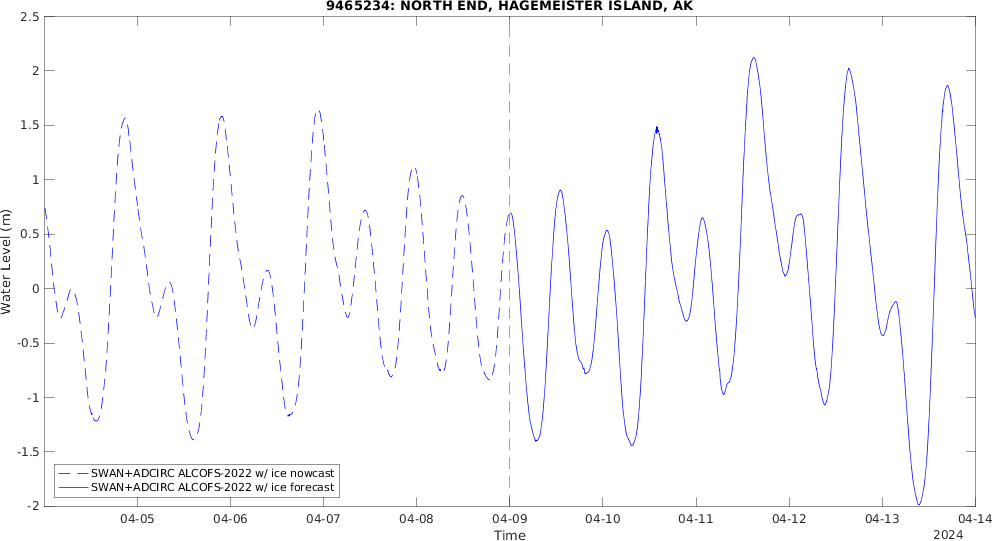 9465234: NORTH END, HAGEMEISTER ISLAND, AK
2.5
2
1.5
1
0.5
0
-0.5
-1
-1.5
-2
Water Level (m)
SWAN+ADCIRC ALCOFS-2022 w/ ice nowcast
SWAN+ADCIRC ALCOFS-2022 w/ ice forecast
04-05 04-06 04-07 04-08 04-09 04-10 04-11 04-12 04-13 04-14
Time
2024